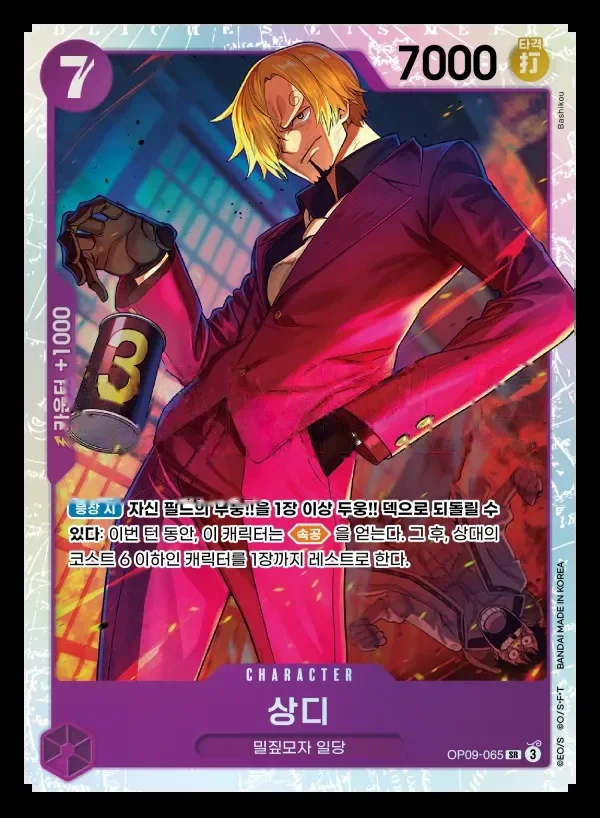 7
7000
타격
打
Bashikou
카운터 +1000
3
등상 시 자신 필드의 두웅!!을 1장 이상 두웅!! 덱으로 되돌릴 수
있다: 이번 턴 동안, 이 캐릭터는 속공 을 얻는다. 그 후, 상대의
코스트 6 이하인 캐릭터를 1장까지 레스트로 한다.
CHARACTER
상디
밀짚모자 일당
OP09-065 SR 3
©EO/S ©O/S·F·T BANDAI MADE IN KOREA